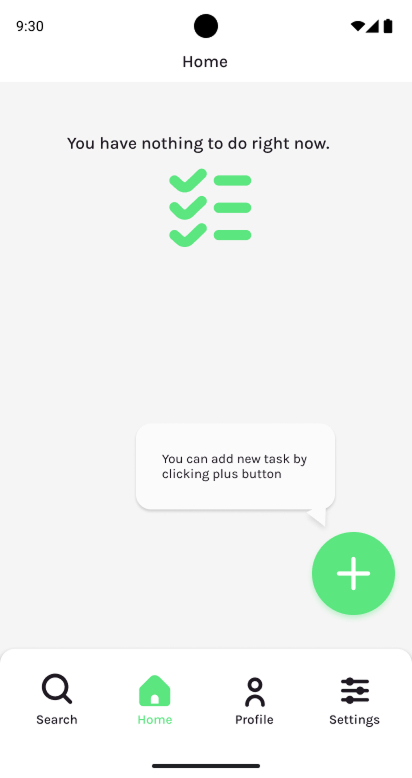 9:30
Home
You have nothing to do right now.
You can add new task by
clicking plus button
Search
Home
Profile
Settings